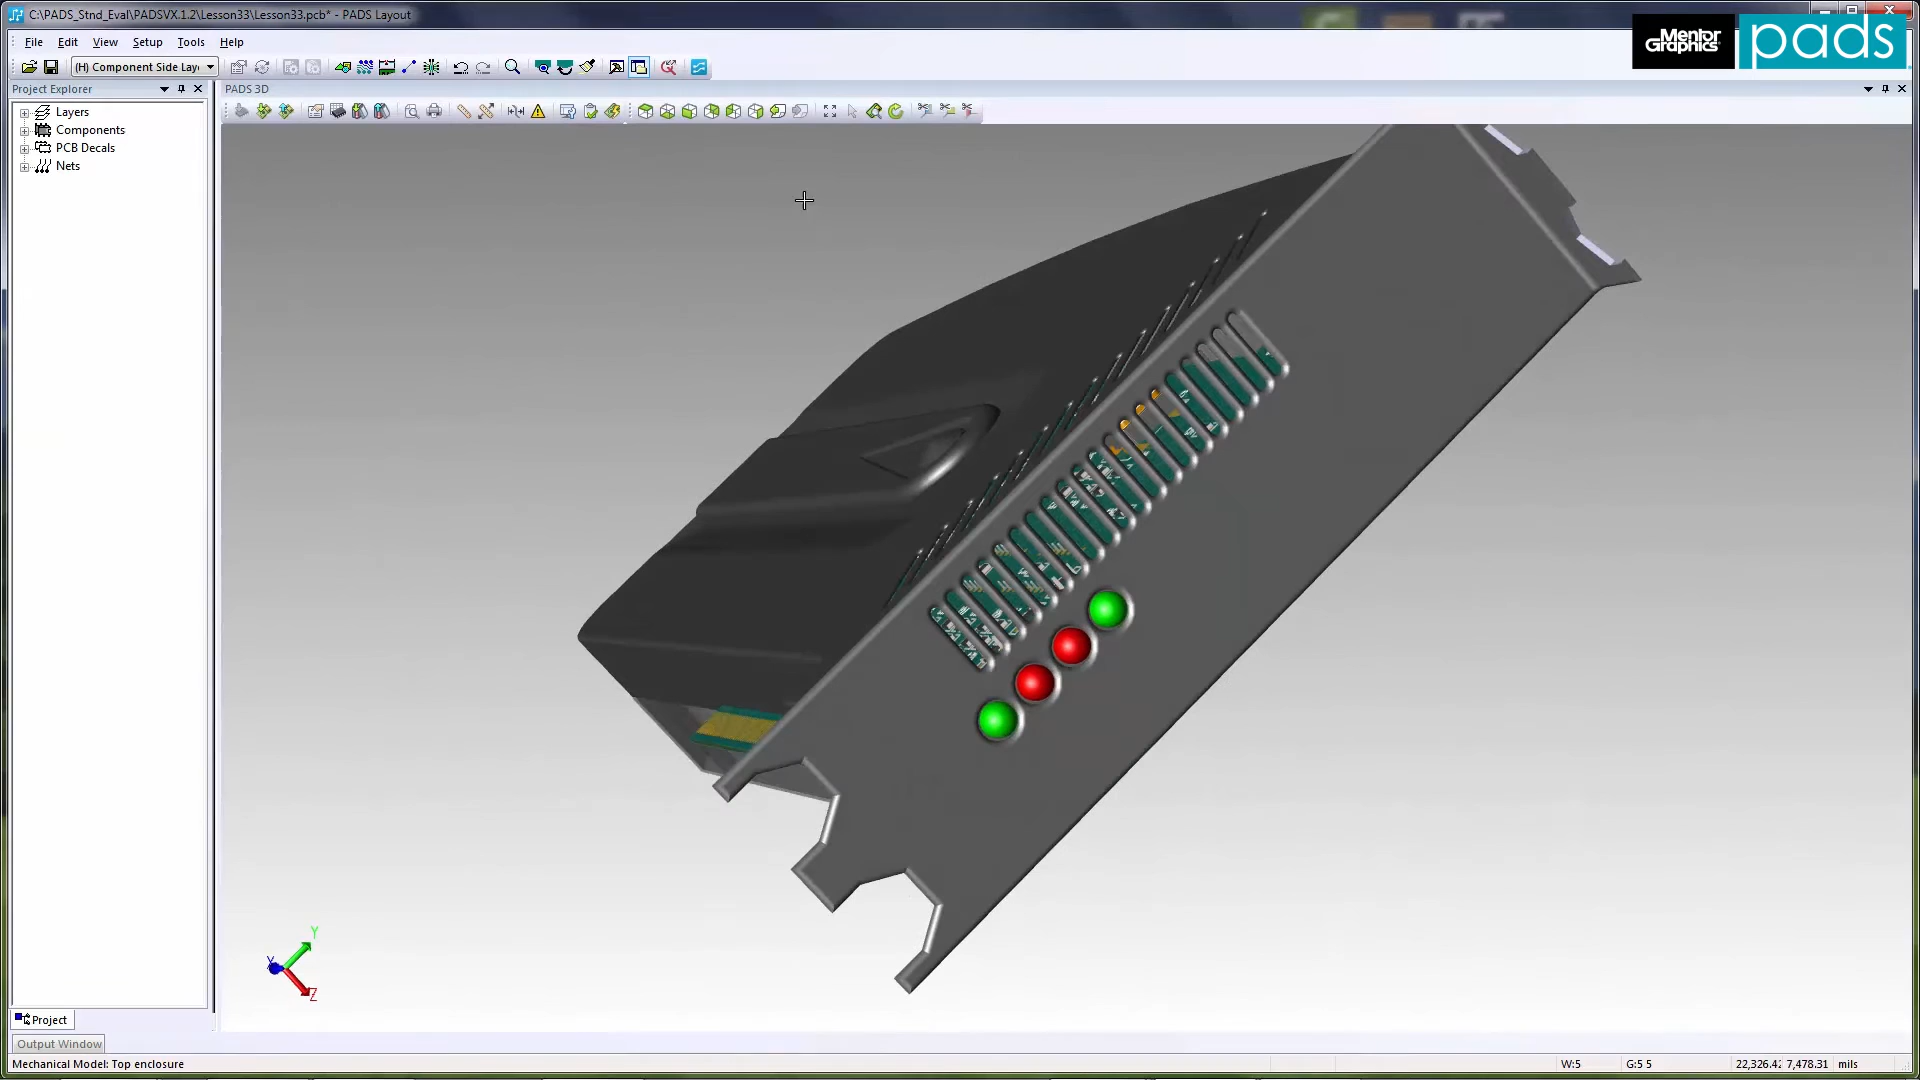 C:\PADS_Stnd_Eval\PADSVX.1.2\Lesson33\Lesson33.pcb* - PADS Layout
File Edit View Setup Tools Help
Mentor Graphics
pads
(H) Component Side Lay
Project Explorer
PADS 3D
Layers
Components
PCB Decals
Nets
Y
X
Z
Project
Output Window
Mechanical Model: Top enclosure
W:5
G:5 5
22,326.42 7,478.31 mils